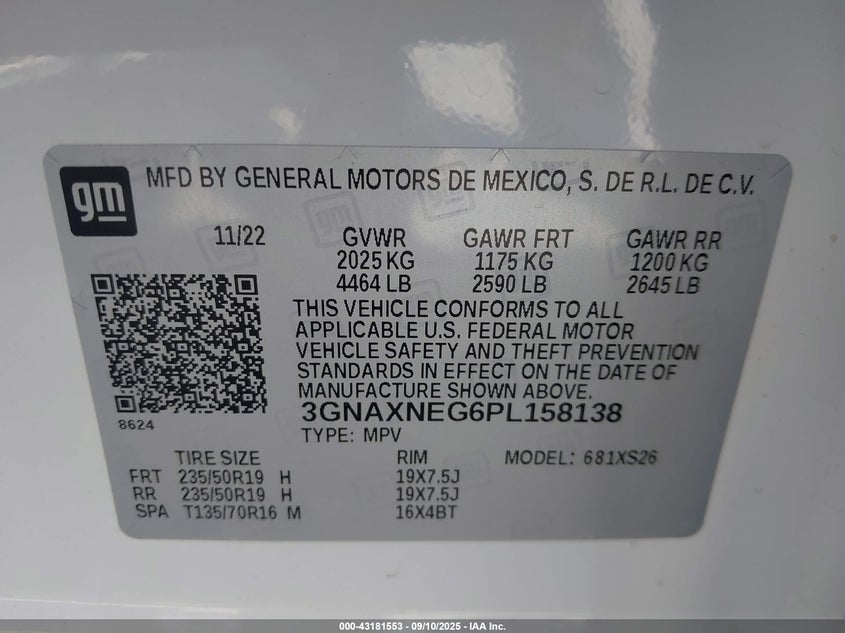 gm
MFD BY GENERAL MOTORS DE MEXICO, S. DE R.L. DE C.V.
11/22 GVWR GAWR FRT GAWR RR
2025 KG 1175 KG 1200 KG
4464 LB 2590 LB 2645 LB
THIS VEHICLE CONFORMS TO ALL
APPLICABLE U.S. FEDERAL MOTOR
VEHICLE SAFETY AND THEFT PREVENTION
STANDARDS IN EFFECT ON THE DATE OF
MANUFACTURE SHOWN ABOVE.
3GNAXNEG6PL158138
8624
TYPE: MPV
TIRE SIZE RIM MODEL: 681XS26
FRT 235/50R19 H 19X7.5J
RR 235/50R19 H 19X7.5J
SPA T135/70R16 M 16X4BT
000-43181553 — 09/10/2025 — IAA Inc.